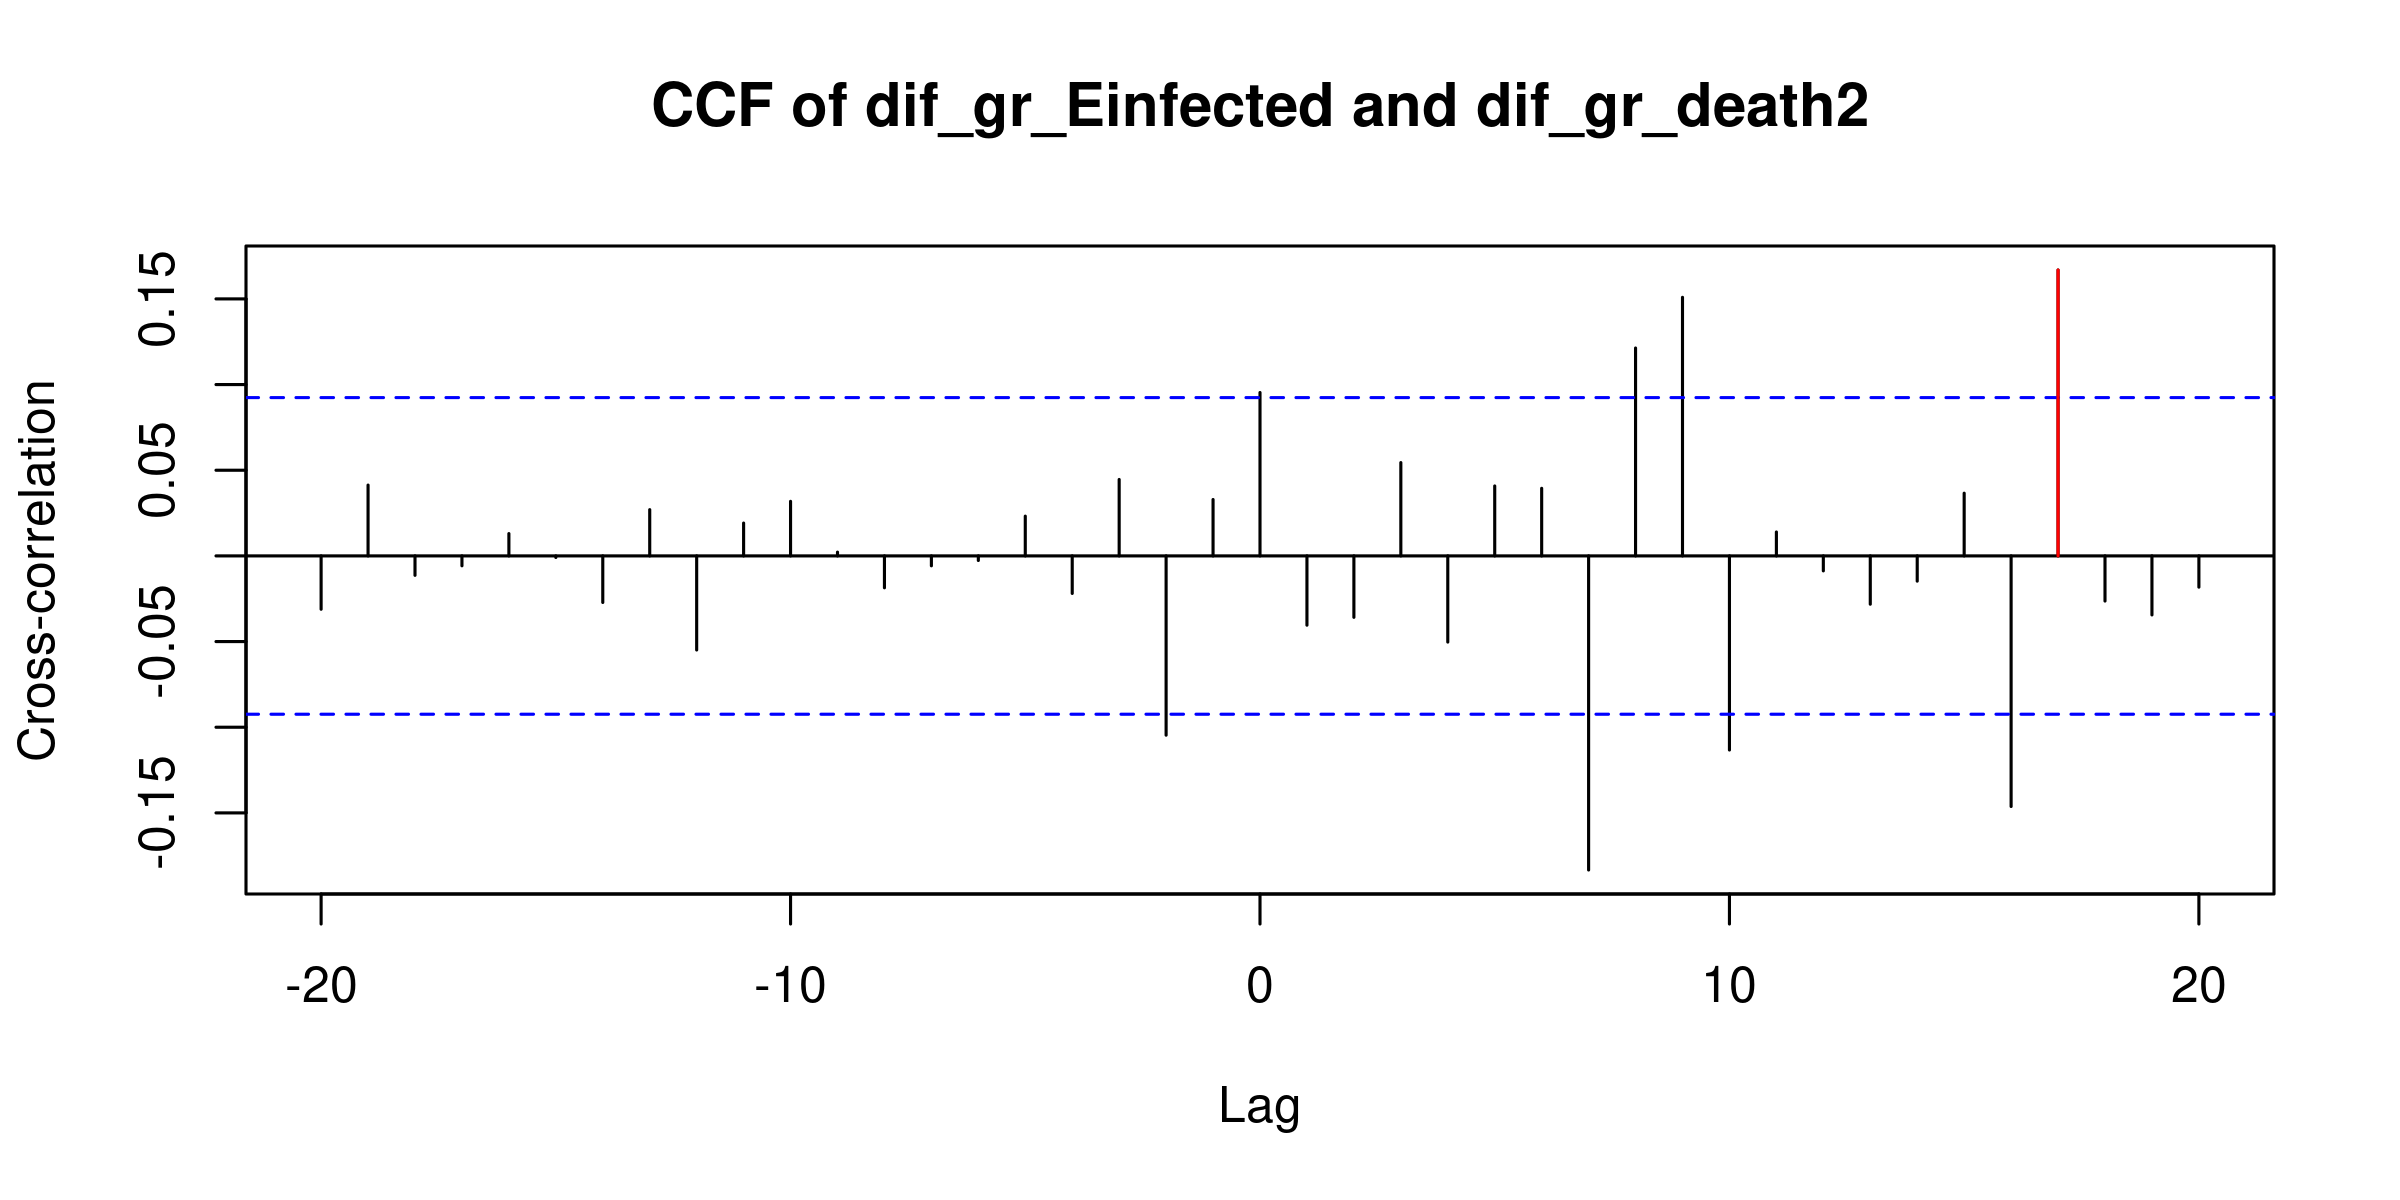 CCF of dif_gr_Einfected and dif_gr_death2
Cross-correlation
0.15
0.05
-0.05
-0.15
-20 -10 0 10 20
Lag